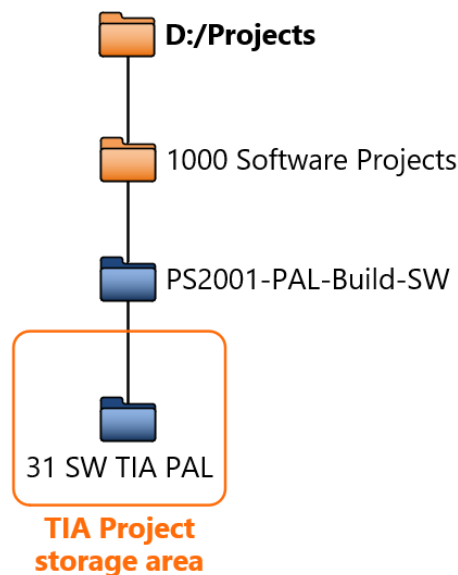 D:/Projects
1000 Software Projects
PS2001-PAL-Build-SW
31 SW TIA PAL
TIA Project
storage area